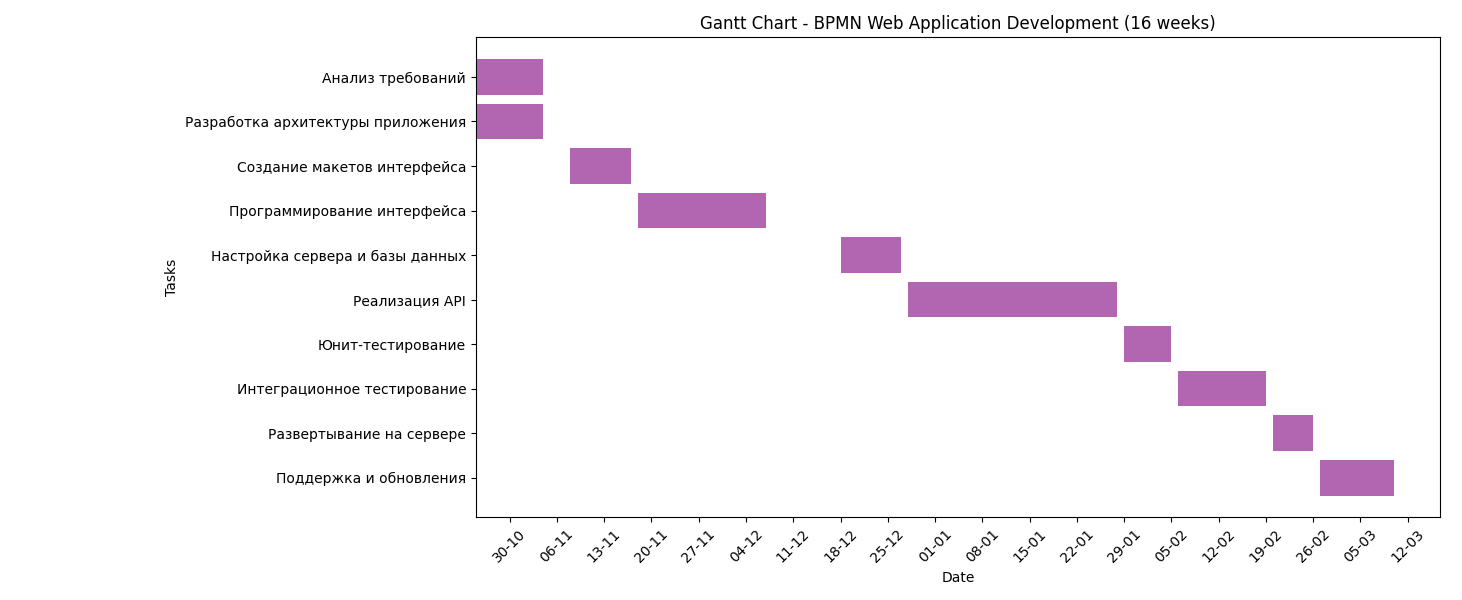 Gantt Chart - BPMN Web Application Development (16 weeks)
Tasks
Анализ требований
Разработка архитектуры приложения
Создание макетов интерфейса
Программирование интерфейса
Настройка сервера и базы данных
Реализация API
Юнит-тестирование
Интеграционное тестирование
Развертывание на сервере
Поддержка и обновления
30-10 06-11 13-11 20-11 27-11 04-12 11-12 18-12 25-12 01-01 08-01 15-01 22-01 29-01 05-02 12-02 19-02 26-02 05-03 12-03
Date